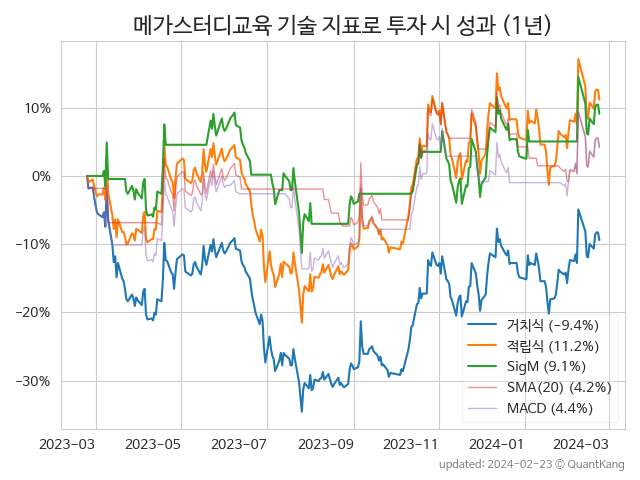 메가스터디교육 기술 지표로 투자 시 성과 (1년)
10%
0%
−10%
−20%
−30%
거치식 (−9.4%)
적립식 (11.2%)
SigM (9.1%)
SMA(20) (4.2%)
MACD (4.4%)
2023-03 2023-05 2023-07 2023-09 2023-11 2024-01 2024-03
updated: 2024-02-23 ⓒ QuantKang